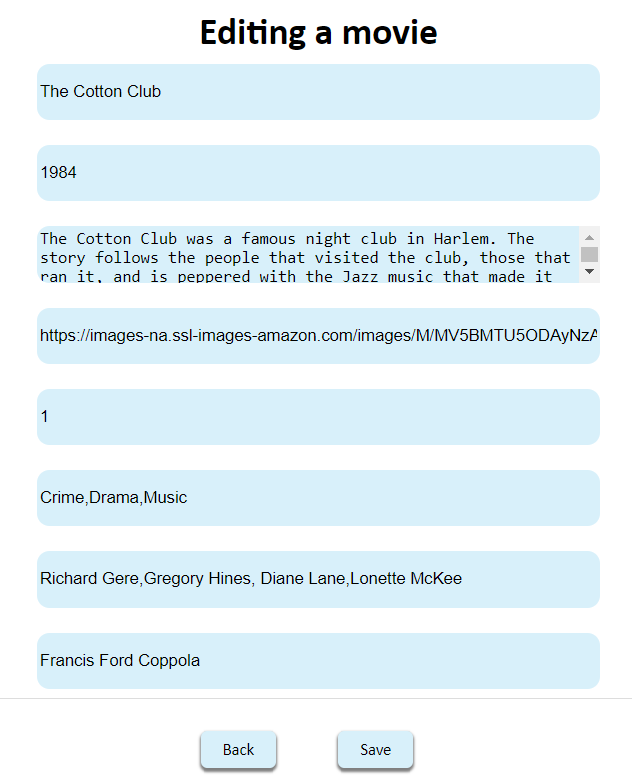 Editing a movie
The Cotton Club
1984
The Cotton Club was a famous night club in Harlem. The
story follows the people that visited the club, those that
ran it, and is peppered with the Jazz music that made it
https://images-na.ssl-images-amazon.com/images/M/MV5BMTU5ODAyNzA
1
Crime,Drama,Music
Richard Gere,Gregory Hines, Diane Lane,Lonette McKee
Francis Ford Coppola
Back Save